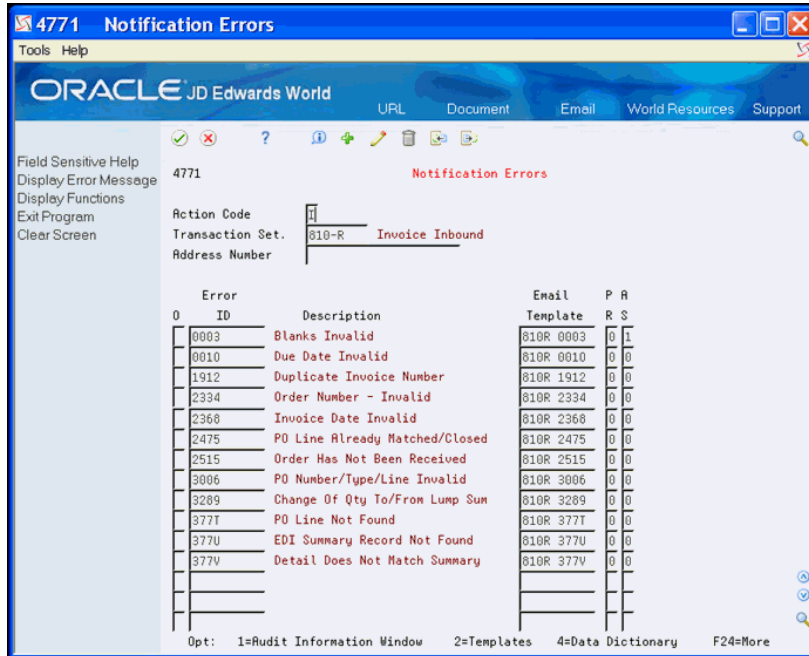 4771 Notification Errors
Tools Help
ORACLE JD Edwards World
URL Document Email World Resources Support
?
Field Sensitive Help
Display Error Message
Display Functions
Exit Program
Clear Screen
4771 Notification Errors
Action Code I
Transaction Set. 810-R Invoice Inbound
Address Number
Error Email P A
O ID Description Template R S
0003 Blanks Invalid 810R 0003 0 1
0010 Due Date Invalid 810R 0010 0 0
1912 Duplicate Invoice Number 810R 1912 0 0
2334 Order Number - Invalid 810R 2334 0 0
2368 Invoice Date Invalid 810R 2368 0 0
2475 PO Line Already Matched/Closed 810R 2475 0 0
2515 Order Has Not Been Received 810R 2515 0 0
3006 PO Number/Type/Line Invalid 810R 3006 0 0
3289 Change Of Qty To/From Lump Sum 810R 3289 0 0
377T PO Line Not Found 810R 377T 0 0
377U EDI Summary Record Not Found 810R 377U 0 0
377V Detail Does Not Match Summary 810R 377V 0 0
Opt: 1=Audit Information Window 2=Templates 4=Data Dictionary F24=More